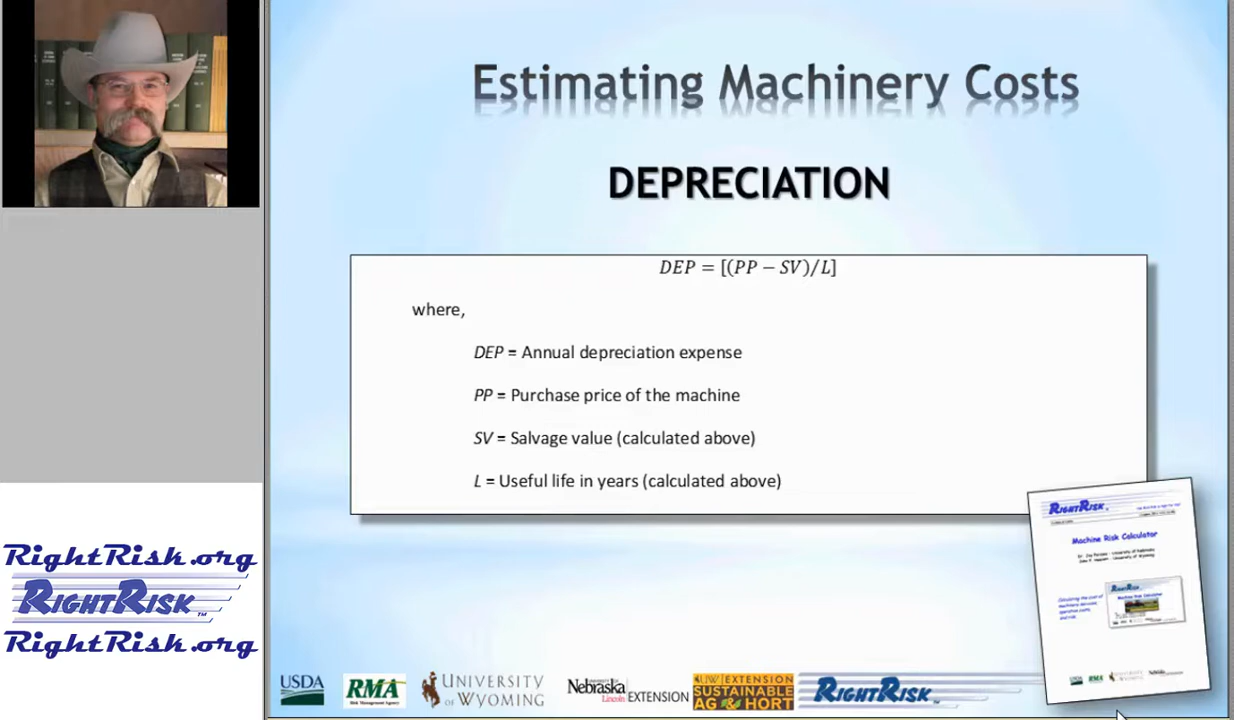 Estimating Machinery Costs
DEPRECIATION
DEP = [(PP − SV)/L]
where,
DEP = Annual depreciation expense
PP = Purchase price of the machine
SV = Salvage value (calculated above)
L = Useful life in years (calculated above)
RIGHTRISK
Machine Risk Calculator
RightRisk.org
RIGHTRISK™
RightRisk.org
USDA
RMA
Risk Management Agency
UNIVERSITY
OF WYOMING
Nebraska
Lincoln EXTENSION
UW EXTENSION
SUSTAINABLE
AG & HORT
RIGHTRISK™